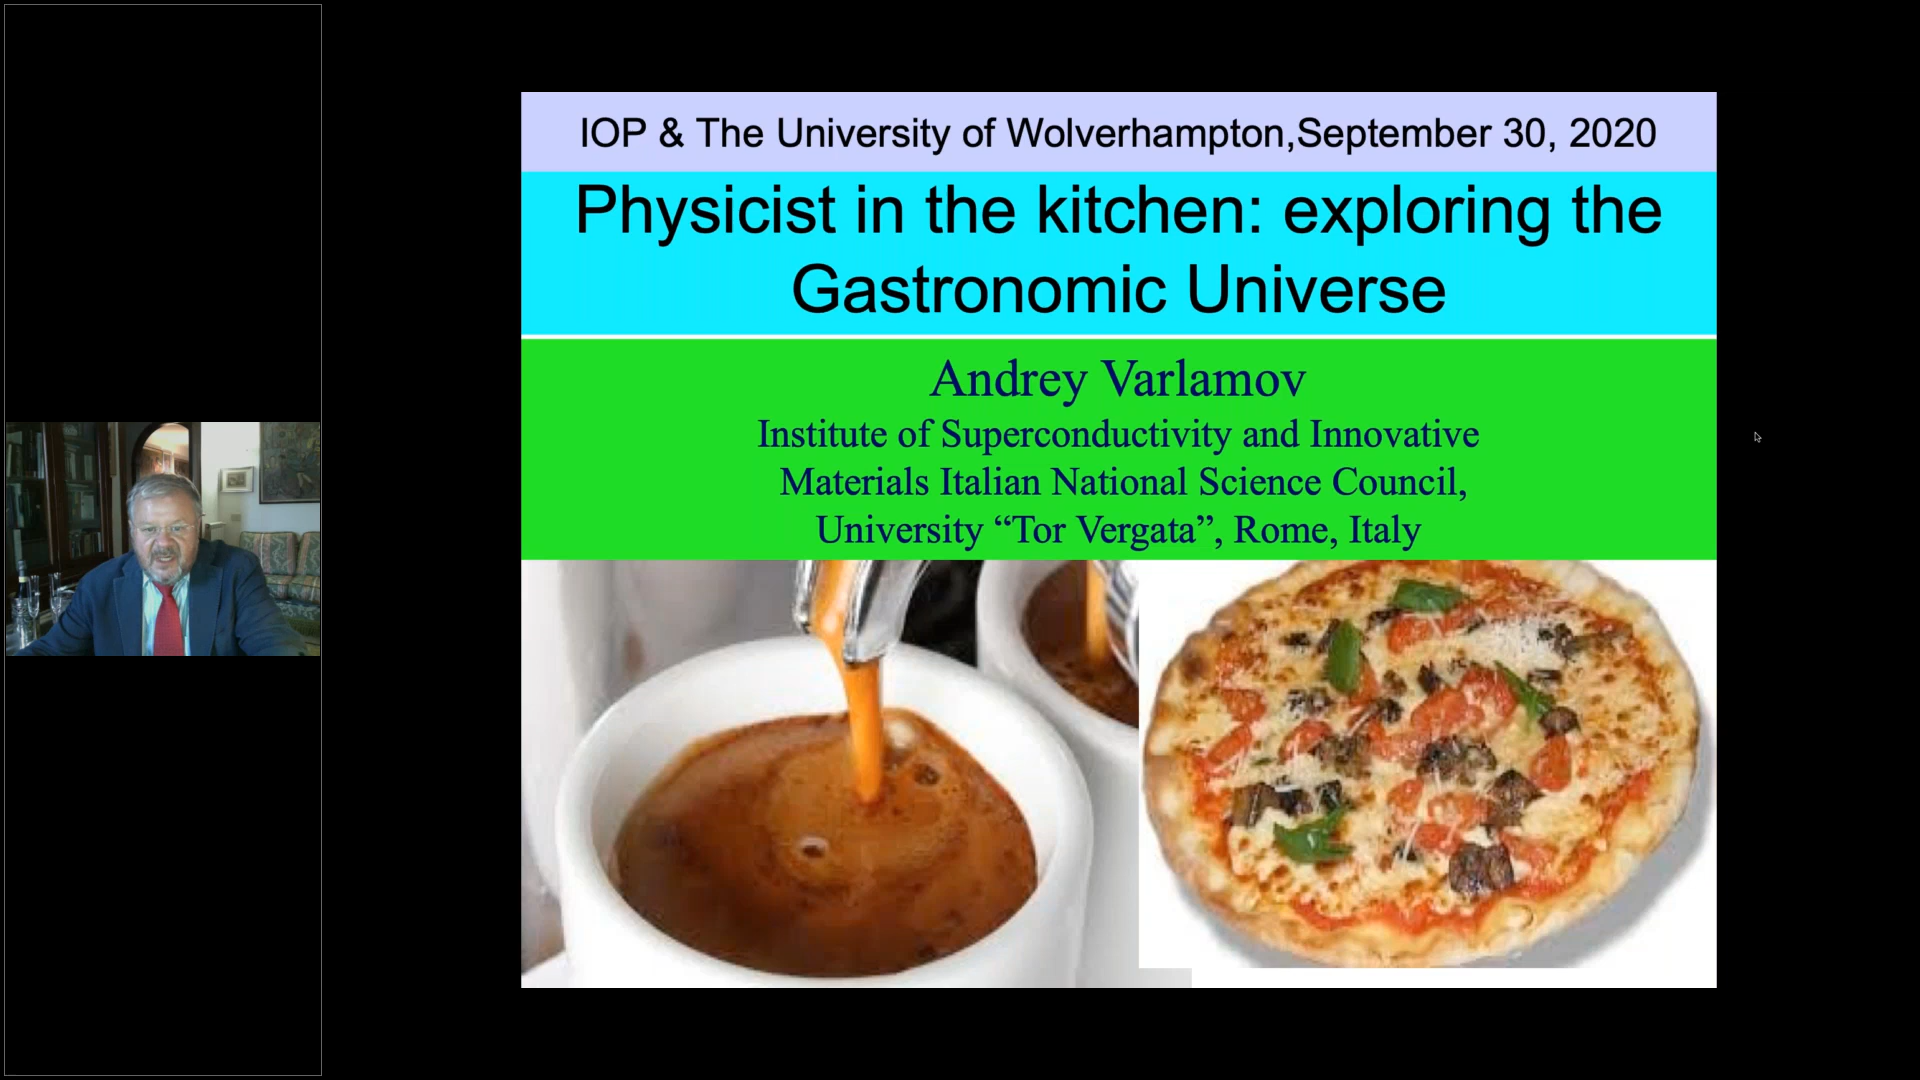 IOP & The University of Wolverhampton,September 30, 2020
Physicist in the kitchen: exploring the
Gastronomic Universe
Andrey Varlamov
Institute of Superconductivity and Innovative
Materials Italian National Science Council,
University “Tor Vergata”, Rome, Italy